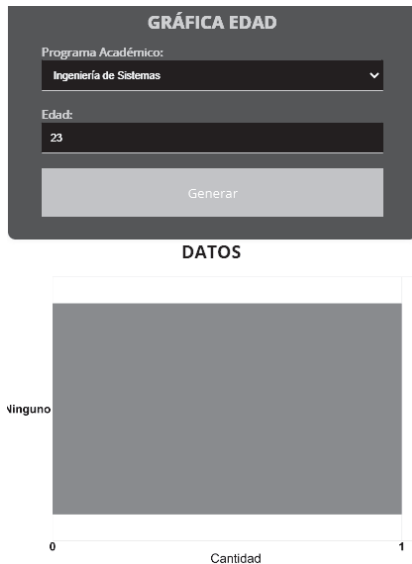 GRÁFICA EDAD
Programa Académico:
Ingeniería de Sistemas
Edad:
23
Generar
DATOS
Ninguno
0 1
Cantidad